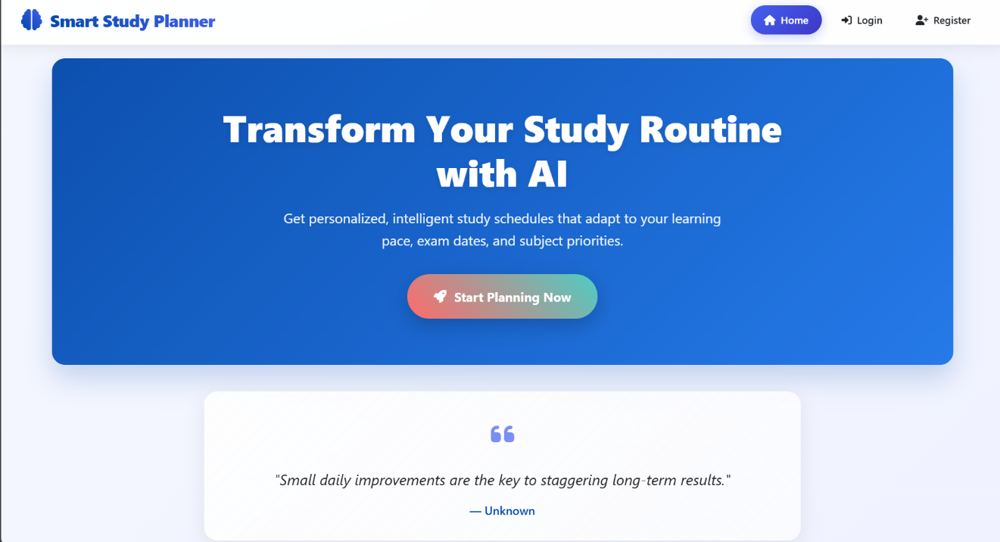 Smart Study Planner
Home
Login
Register
Transform Your Study Routine
with AI
Get personalized, intelligent study schedules that adapt to your learning
pace, exam dates, and subject priorities.
Start Planning Now
"Small daily improvements are the key to staggering long-term results."
— Unknown